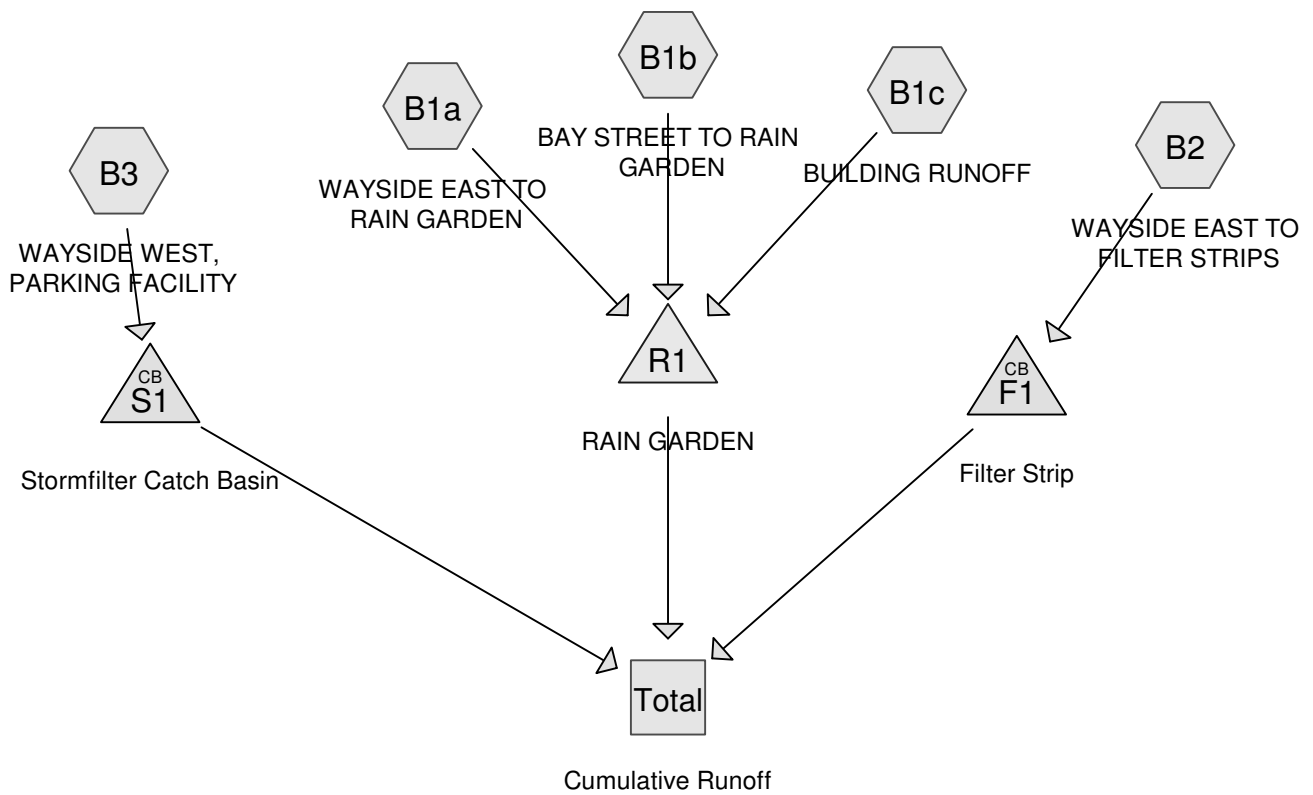 B1b
B1a
B1c
B2
B3
BAY STREET TO RAIN
GARDEN
WAYSIDE EAST TO
RAIN GARDEN
BUILDING RUNOFF
WAYSIDE EAST TO
FILTER STRIPS
WAYSIDE WEST,
PARKING FACILITY
CB
S1
R1
CB
F1
Stormfilter Catch Basin
RAIN GARDEN
Filter Strip
Total
Cumulative Runoff